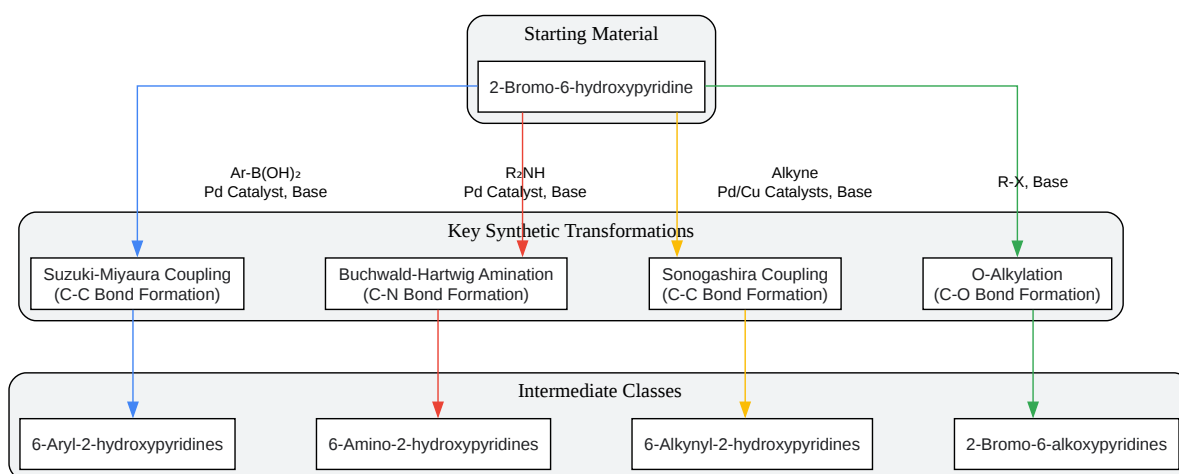 Starting Material
2-Bromo-6-hydroxypyridine
Ar-B(OH)₂
Pd Catalyst, Base
R₂NH
Pd Catalyst, Base
Alkyne
Pd/Cu Catalysts, Base
R-X, Base
Key Synthetic Transformations
Suzuki-Miyaura Coupling
(C-C Bond Formation)
Buchwald-Hartwig Amination
(C-N Bond Formation)
Sonogashira Coupling
(C-C Bond Formation)
O-Alkylation
(C-O Bond Formation)
Intermediate Classes
6-Aryl-2-hydroxypyridines
6-Amino-2-hydroxypyridines
6-Alkynyl-2-hydroxypyridines
2-Bromo-6-alkoxypyridines